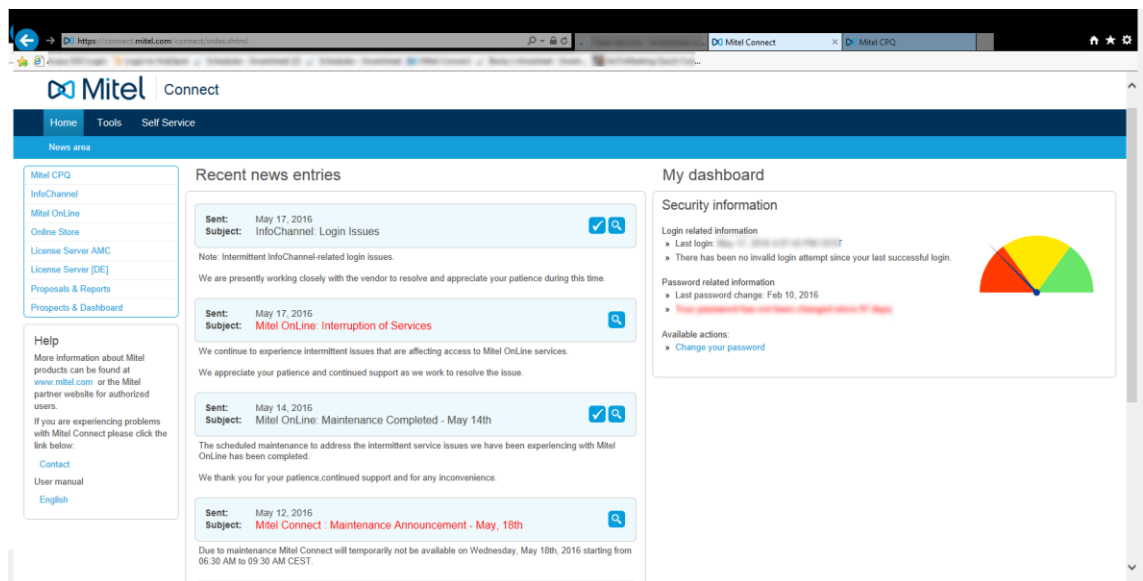 https://connect.mitel.com/connect/index.xhtml
Mitel Connect
Mitel CPQ
Mitel Connect
Home Tools Self Service
News area
Mitel CPQ
InfoChannel
Mitel OnLine
Online Store
License Server AMC
License Server [DE]
Proposals & Reports
Prospects & Dashboard
Help
More information about Mitel
products can be found at
www.mitel.com or the Mitel
partner website for authorized
users.
If you are experiencing problems
with Mitel Connect please click the
link below:
Contact
User manual
English
Recent news entries
Sent: May 17, 2016
Subject: InfoChannel: Login Issues
Note: Intermittent InfoChannel-related login issues.
We are presently working closely with the vendor to resolve and appreciate your patience during this time.
Sent: May 17, 2016
Subject: Mitel OnLine: Interruption of Services
We continue to experience intermittent issues that are affecting access to Mitel OnLine services.
We appreciate your patience and continued support as we work to resolve the issue.
Sent: May 14, 2016
Subject: Mitel OnLine: Maintenance Completed - May 14th
The scheduled maintenance to address the intermittent service issues we have been experiencing with Mitel
OnLine has been completed.
We thank you for your patience,continued support and for any inconvenience.
Sent: May 12, 2016
Subject: Mitel Connect : Maintenance Announcement - May, 18th
Due to maintenance Mitel Connect will temporarily not be available on Wednesday, May 18th, 2016 starting from
06:30 AM to 09:30 AM CEST.
My dashboard
Security information
Login related information
» Last login:
» There has been no invalid login attempt since your last successful login.
Password related information
» Last password change: Feb 10, 2016
Available actions:
» Change your password